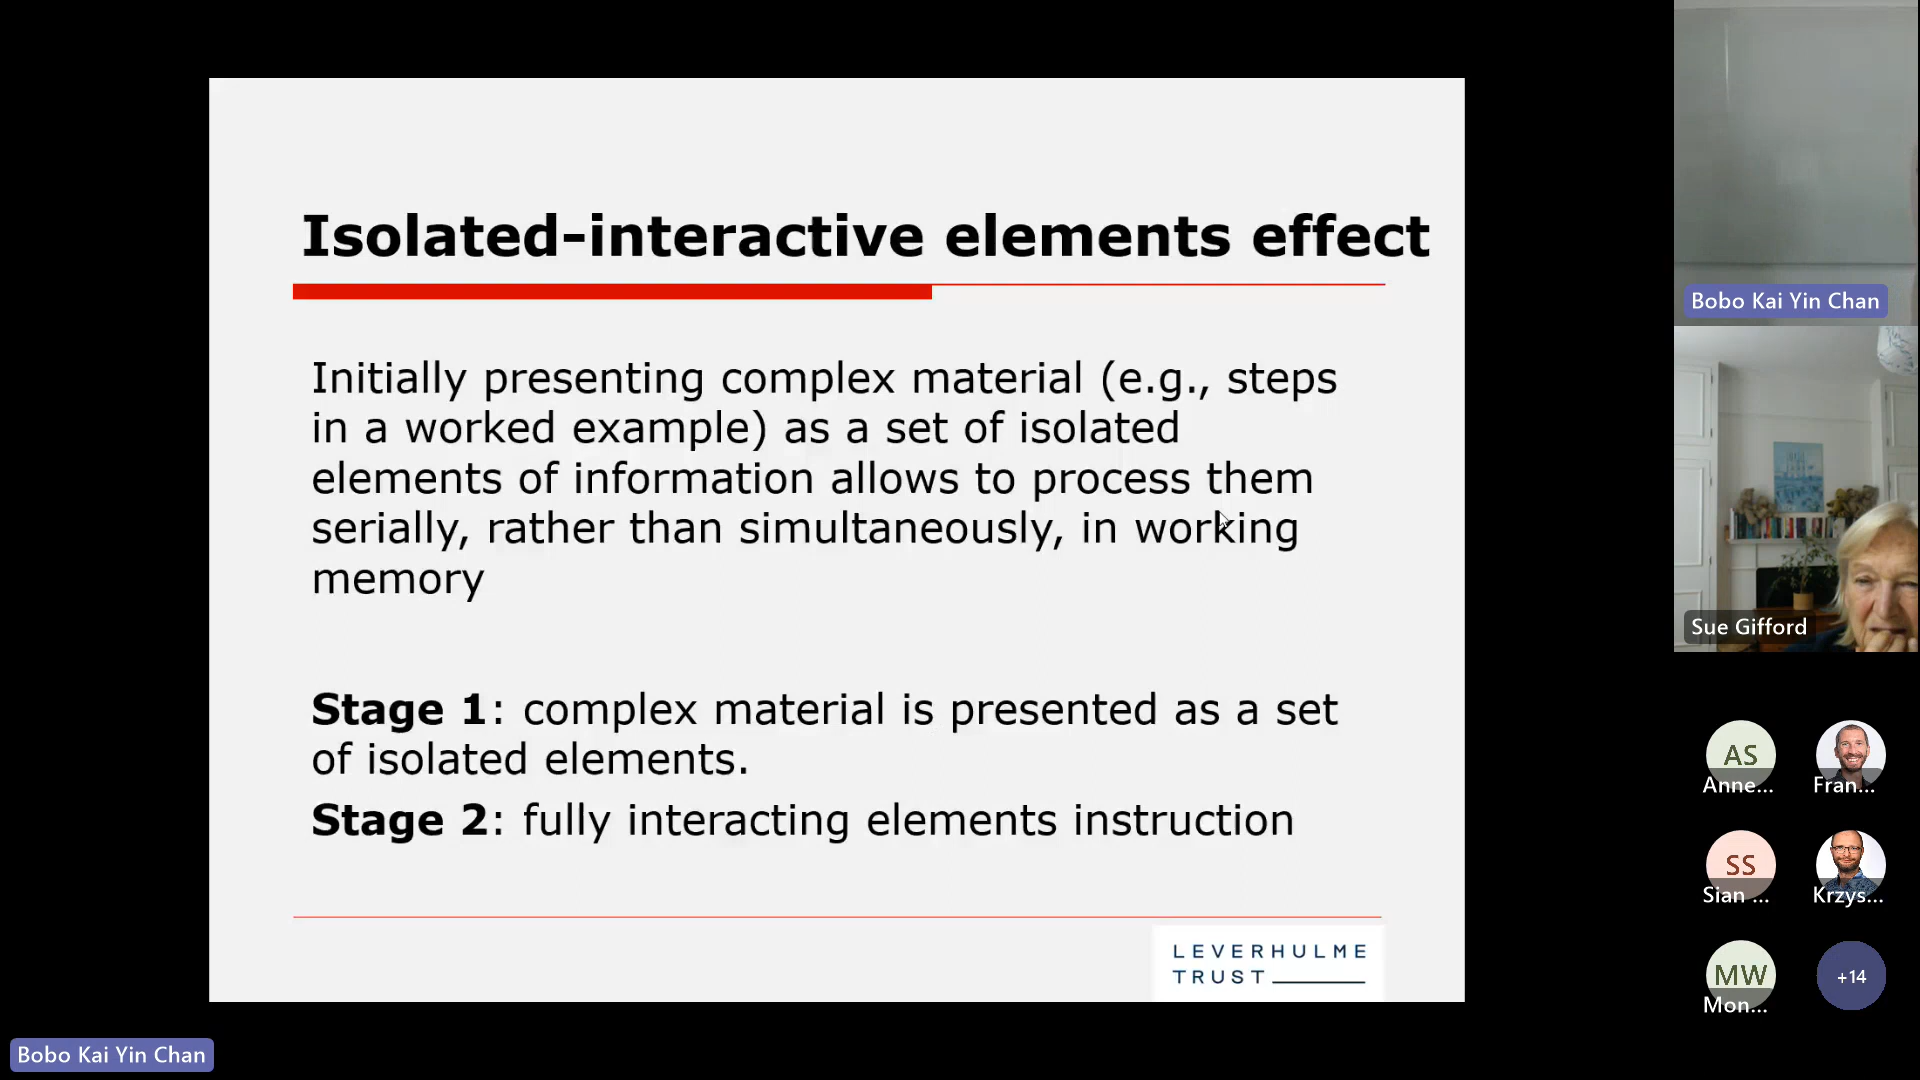 Isolated-interactive elements effect
Initially presenting complex material (e.g., steps
in a worked example) as a set of isolated
elements of information allows to process them
serially, rather than simultaneously, in working
memory
Stage 1: complex material is presented as a set
of isolated elements.
Stage 2: fully interacting elements instruction
LEVERHULME
TRUST
Bobo Kai Yin Chan
Sue Gifford
AS
Anne...
Fran...
SS
Sian ...
Krzys...
MW
Mon...
+14
Bobo Kai Yin Chan